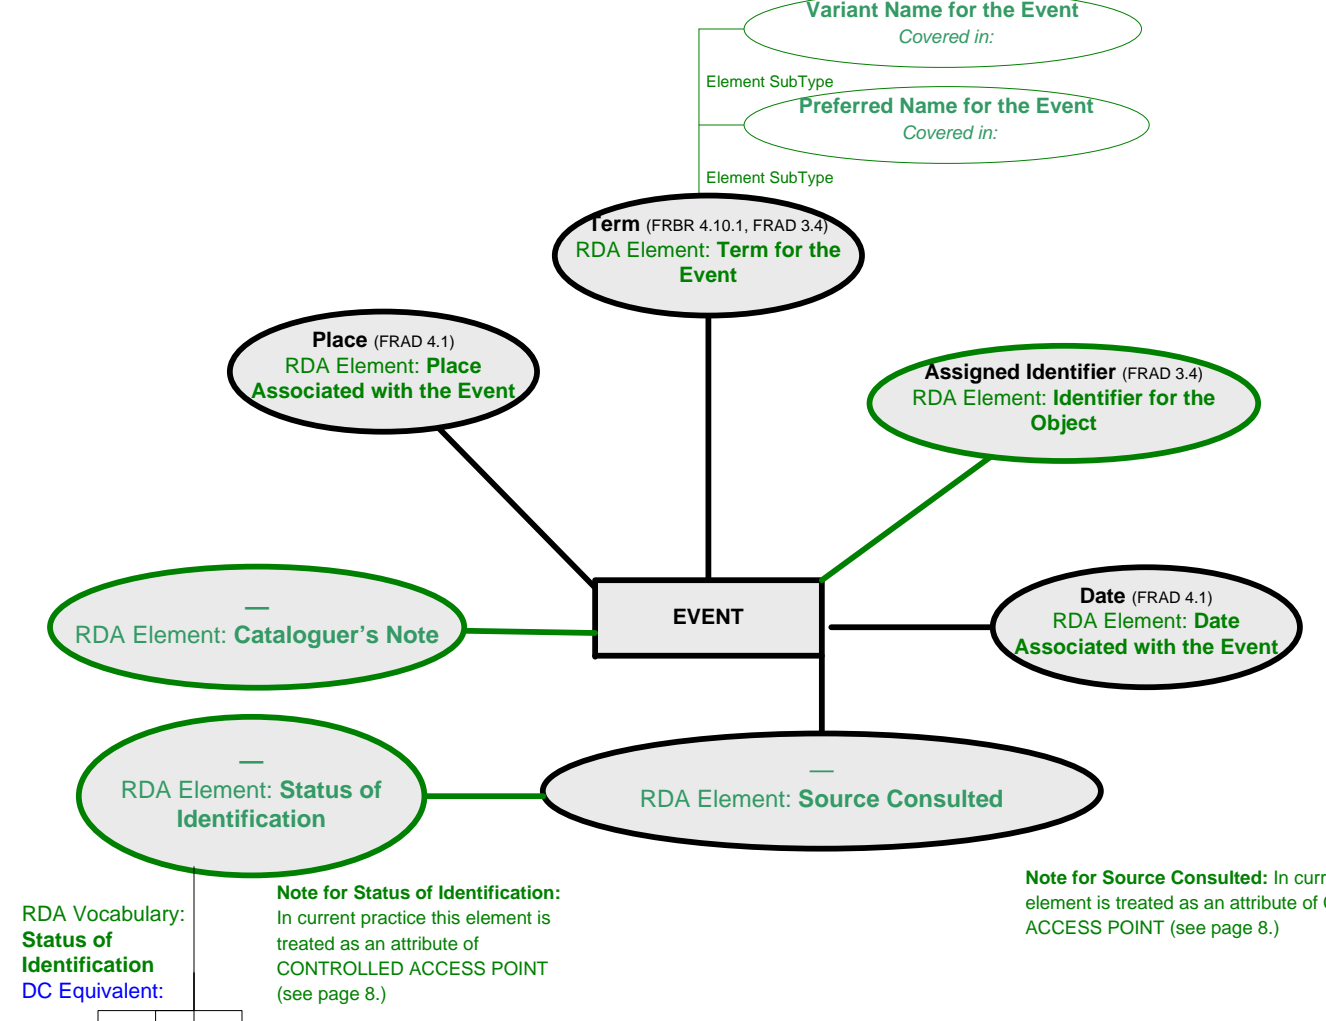 Variant Name for the Event
Covered in:
Element SubType
Preferred Name for the Event
Covered in:
Element SubType
Term (FRBR 4.10.1, FRAD 3.4)
RDA Element: Term for the
Event
Place (FRAD 4.1)
RDA Element: Place
Associated with the Event
Assigned Identifier (FRAD 3.4)
RDA Element: Identifier for the
Object
—
RDA Element: Cataloguer's Note
EVENT
Date (FRAD 4.1)
RDA Element: Date
Associated with the Event
—
RDA Element: Status of
Identification
—
RDA Element: Source Consulted
RDA Vocabulary:
Status of
Identification
DC Equivalent:
Note for Status of Identification:
In current practice this element is
treated as an attribute of
CONTROLLED ACCESS POINT
(see page 8.)
Note for Source Consulted: In curr
element is treated as an attribute of
ACCESS POINT (see page 8.)